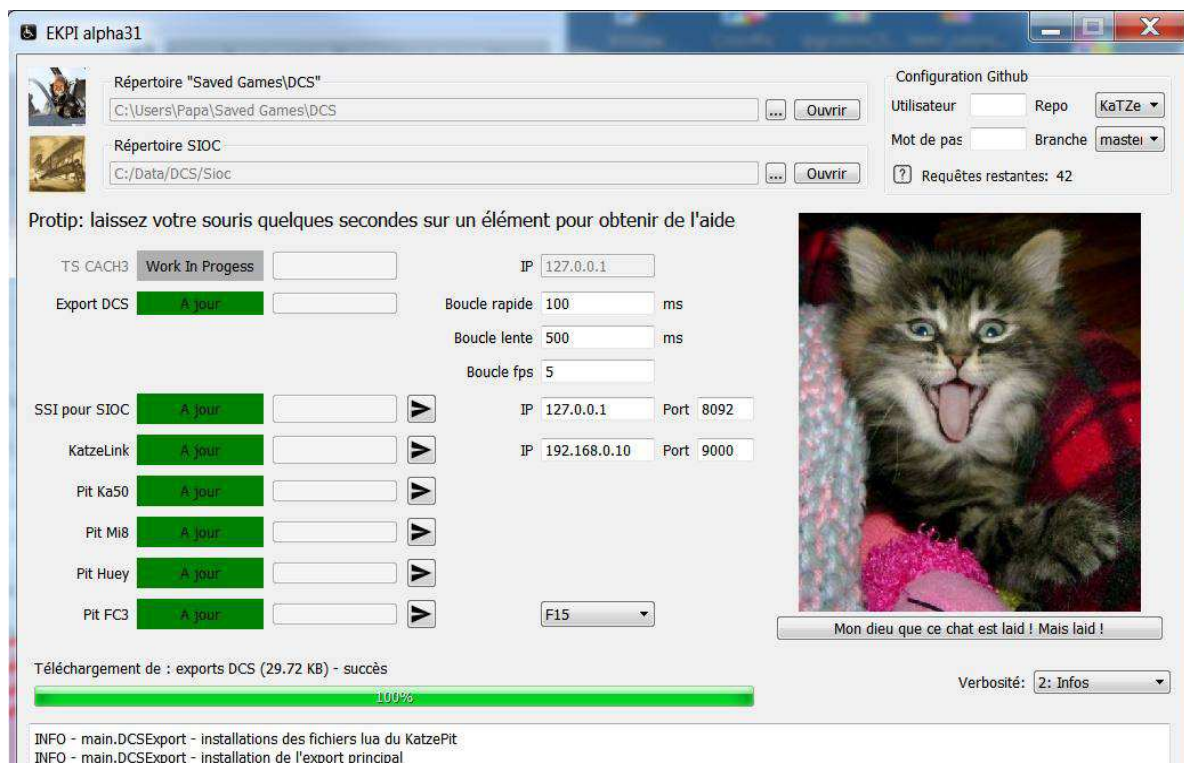 EKPI alpha31
Répertoire "Saved Games\DCS"
C:\Users\Papa\Saved Games\DCS
... Ouvrir
Répertoire SIOC
C:/Data/DCS/Sioc
... Ouvrir
Configuration Github
Utilisateur Repo KaTZe
Mot de pas Branche master
? Requêtes restantes: 42
Protip: laissez votre souris quelques secondes sur un élément pour obtenir de l'aide
TS CACH3 Work In Progess IP 127.0.0.1
Export DCS A jour Boucle rapide 100 ms
Boucle lente 500 ms
Boucle fps 5
SSI pour SIOC A jour IP 127.0.0.1 Port 8092
KatzeLink A jour IP 192.168.0.10 Port 9000
Pit Ka50 A jour
Pit Mi8 A jour
Pit Huey A jour
Pit FC3 A jour F15
Mon dieu que ce chat est laid ! Mais laid !
Téléchargement de : exports DCS (29.72 KB) - succès
100%
Verbosité: 2: Infos
INFO - main.DCSExport - installations des fichiers lua du KatzePit
INFO - main.DCSExport - installation de l'export principal